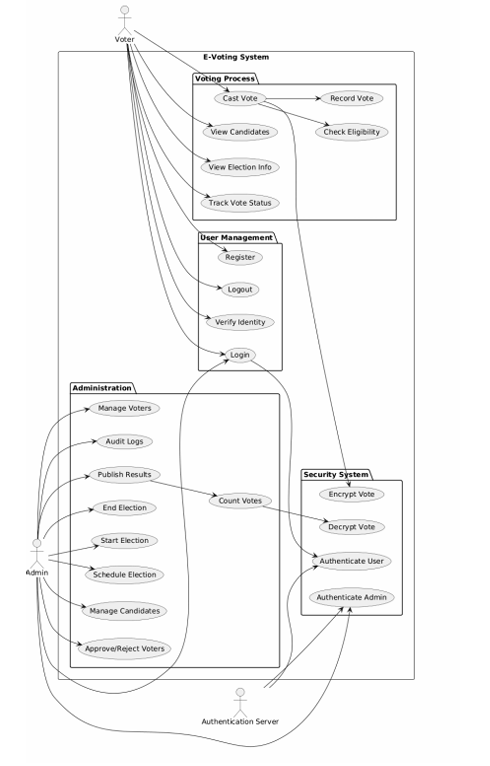 Voter
E-Voting System
Voting Process
Cast Vote
Record Vote
View Candidates
Check Eligibility
View Election Info
Track Vote Status
User Management
Register
Logout
Verify Identity
Login
Administration
Manage Voters
Audit Logs
Publish Results
Count Votes
End Election
Start Election
Schedule Election
Manage Candidates
Approve/Reject Voters
Security System
Encrypt Vote
Decrypt Vote
Authenticate User
Authenticate Admin
Admin
Authentication Server